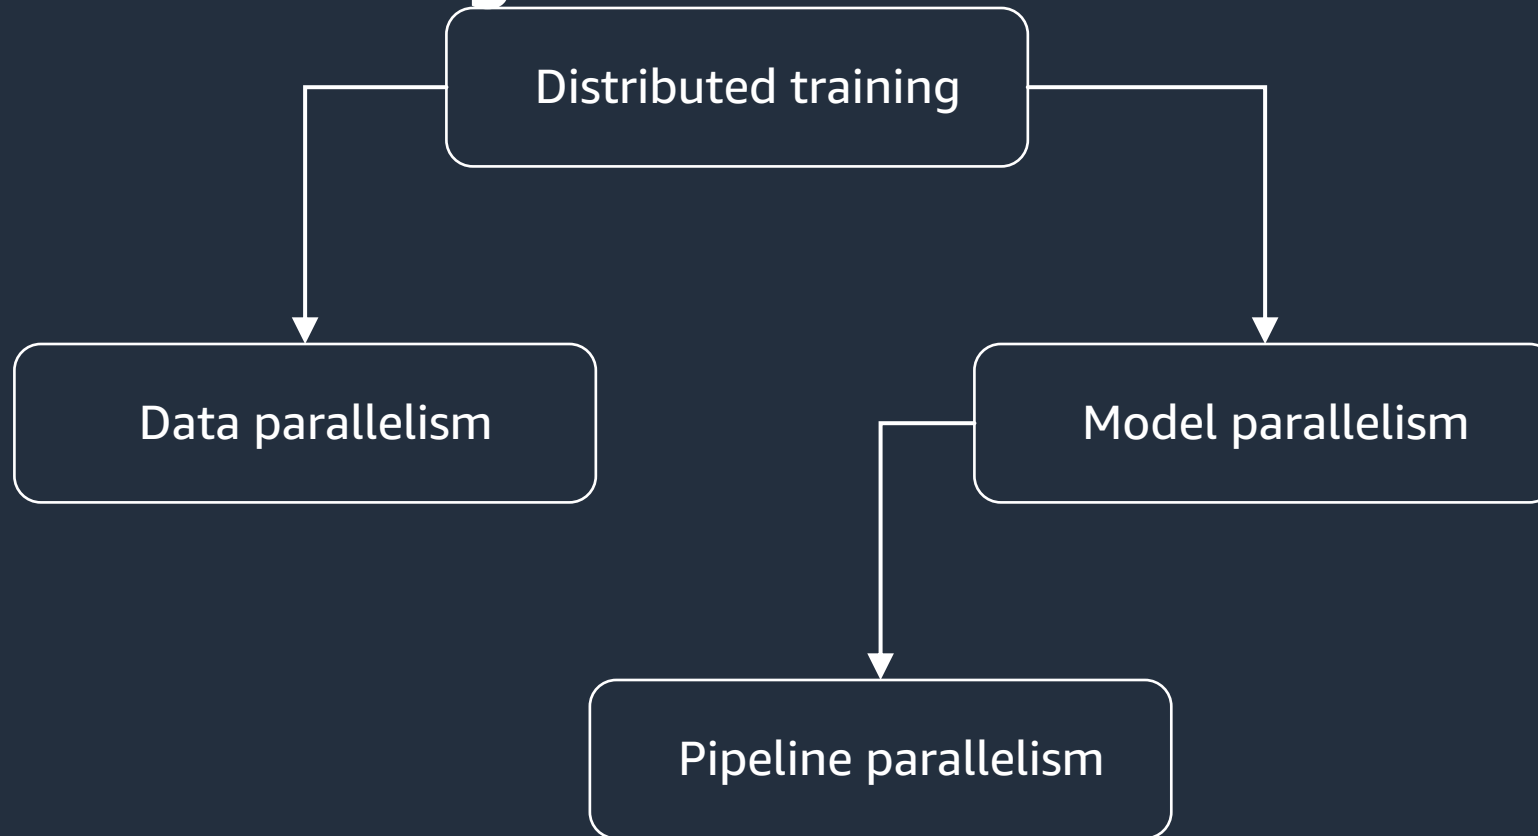 Distributed training
Data parallelism
Model parallelism
Pipeline parallelism